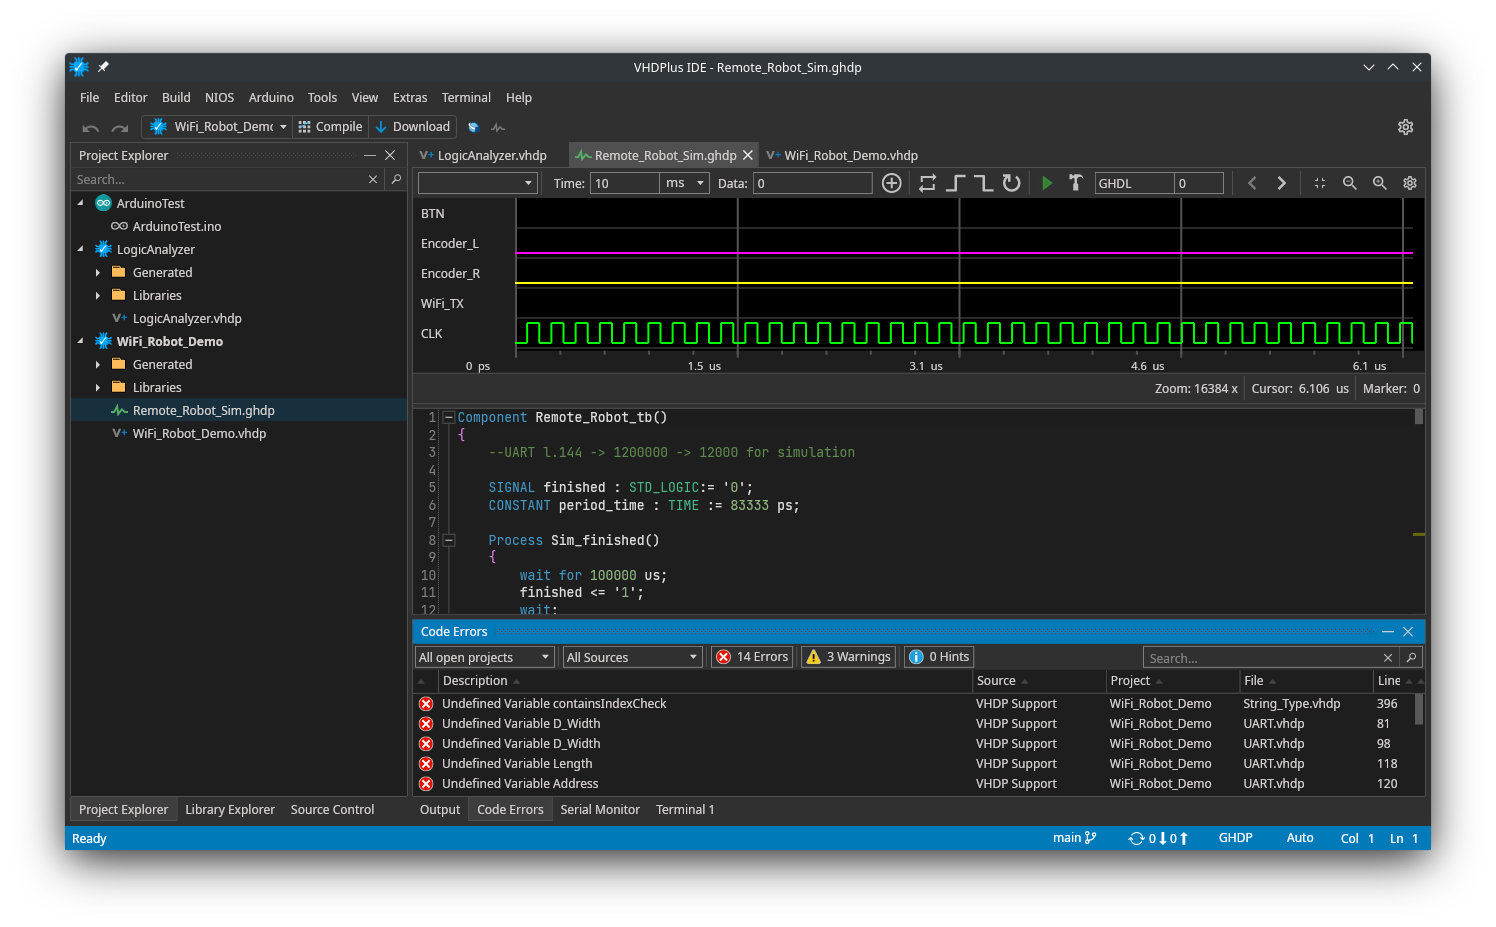 VHDPlus IDE - Remote_Robot_Sim.ghdp
File Editor Build NIOS Arduino Tools View Extras Terminal Help
WiFi_Robot_Demo Compile Download
Project Explorer
Search...
ArduinoTest
ArduinoTest.ino
LogicAnalyzer
Generated
Libraries
LogicAnalyzer.vhdp
WiFi_Robot_Demo
Generated
Libraries
Remote_Robot_Sim.ghdp
WiFi_Robot_Demo.vhdp
Project Explorer Library Explorer Source Control
LogicAnalyzer.vhdp Remote_Robot_Sim.ghdp WiFi_Robot_Demo.vhdp
Time: 10 ms Data: 0 GHDL 0
BTN
Encoder_L
Encoder_R
WiFi_TX
CLK
0 ps 1.5 us 3.1 us 4.6 us 6.1 us
Zoom: 16384 x Cursor: 6.106 us Marker: 0
1 Component Remote_Robot_tb()
2 {
3 --UART l.144 -> 1200000 -> 12000 for simulation
4
5 SIGNAL finished : STD_LOGIC:= '0';
6 CONSTANT period_time : TIME := 83333 ps;
7
8 Process Sim_finished()
9 {
10 wait for 100000 us;
11 finished <= '1';
12 wait;
Code Errors
All open projects All Sources 14 Errors 3 Warnings 0 Hints Search...
Description Source Project File Line
Undefined Variable containsIndexCheck VHDP Support WiFi_Robot_Demo String_Type.vhdp 396
Undefined Variable D_Width VHDP Support WiFi_Robot_Demo UART.vhdp 81
Undefined Variable D_Width VHDP Support WiFi_Robot_Demo UART.vhdp 98
Undefined Variable Length VHDP Support WiFi_Robot_Demo UART.vhdp 118
Undefined Variable Address VHDP Support WiFi_Robot_Demo UART.vhdp 120
Output Code Errors Serial Monitor Terminal 1
Ready main 0 0 GHDP Auto Col 1 Ln 1